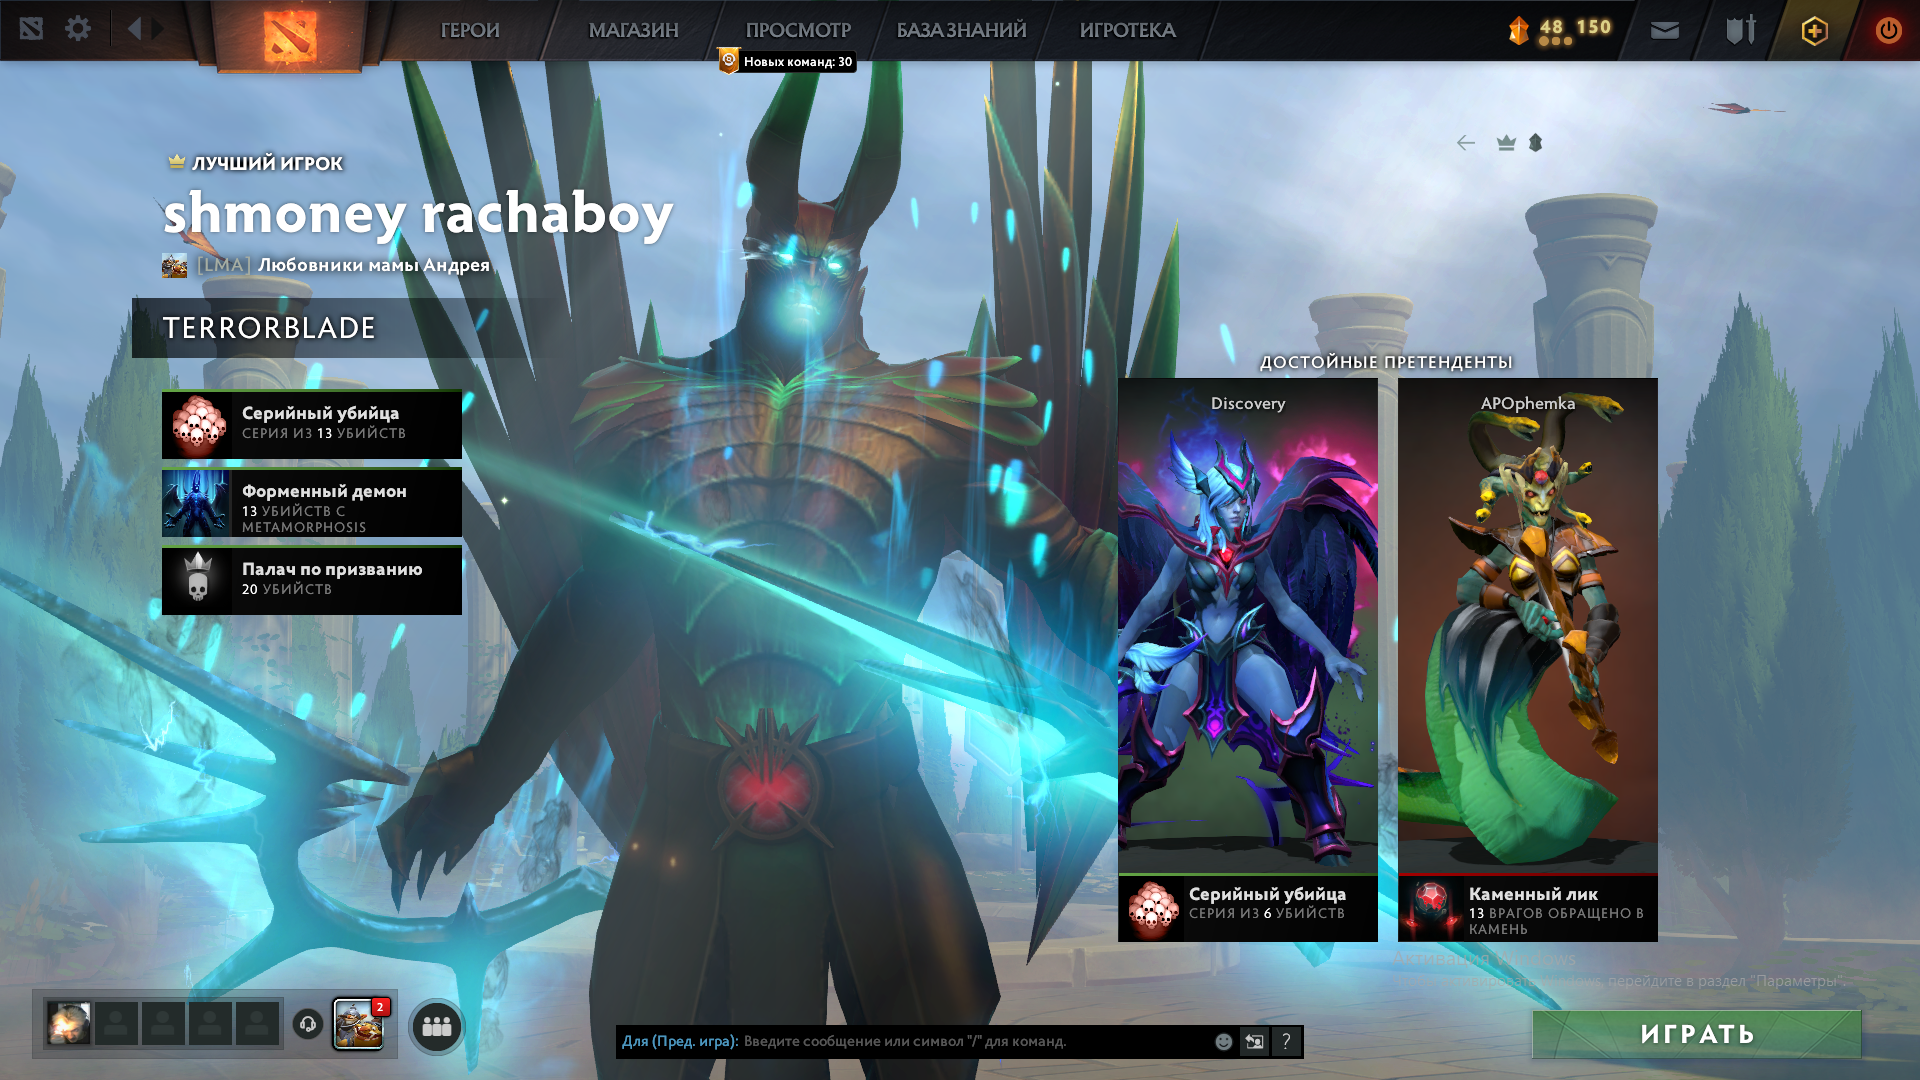 ГЕРОИ
МАГАЗИН
ПРОСМОТР
БАЗА ЗНАНИЙ
ИГРОТЕКА
48 150
Новых команд: 30
ЛУЧШИЙ ИГРОК
shmoney rachaboy
[LMA] Любовники мамы Андрея
TERRORBLADE
Серийный убийца
СЕРИЯ ИЗ 13 УБИЙСТВ
Форменный демон
13 УБИЙСТВ С
METAMORPHOSIS
Палач по призванию
20 УБИЙСТВ
ДОСТОЙНЫЕ ПРЕТЕНДЕНТЫ
Discovery
Серийный убийца
СЕРИЯ ИЗ 6 УБИЙСТВ
APOphemka
Каменный лик
13 ВРАГОВ ОБРАЩЕНО В
КАМЕНЬ
Активация Windows
Windows, перейдите в раздел "Параметры".
2
Для (Пред. игра): Введите сообщение или символ "/" для команд.
?
ИГРАТЬ